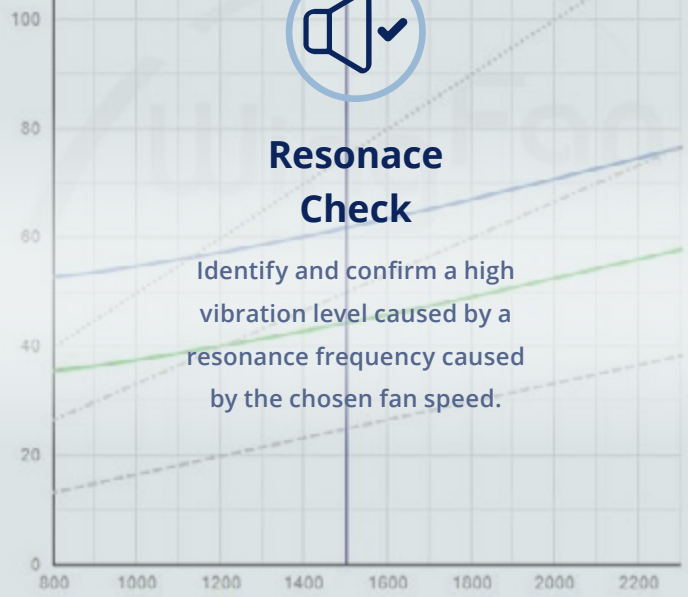 100
80
60
40
20
0
Resonace
Check
Identify and confirm a high
vibration level caused by a
resonance frequency caused
by the chosen fan speed.
800 1000 1200 1400 1600 1800 2000 2200